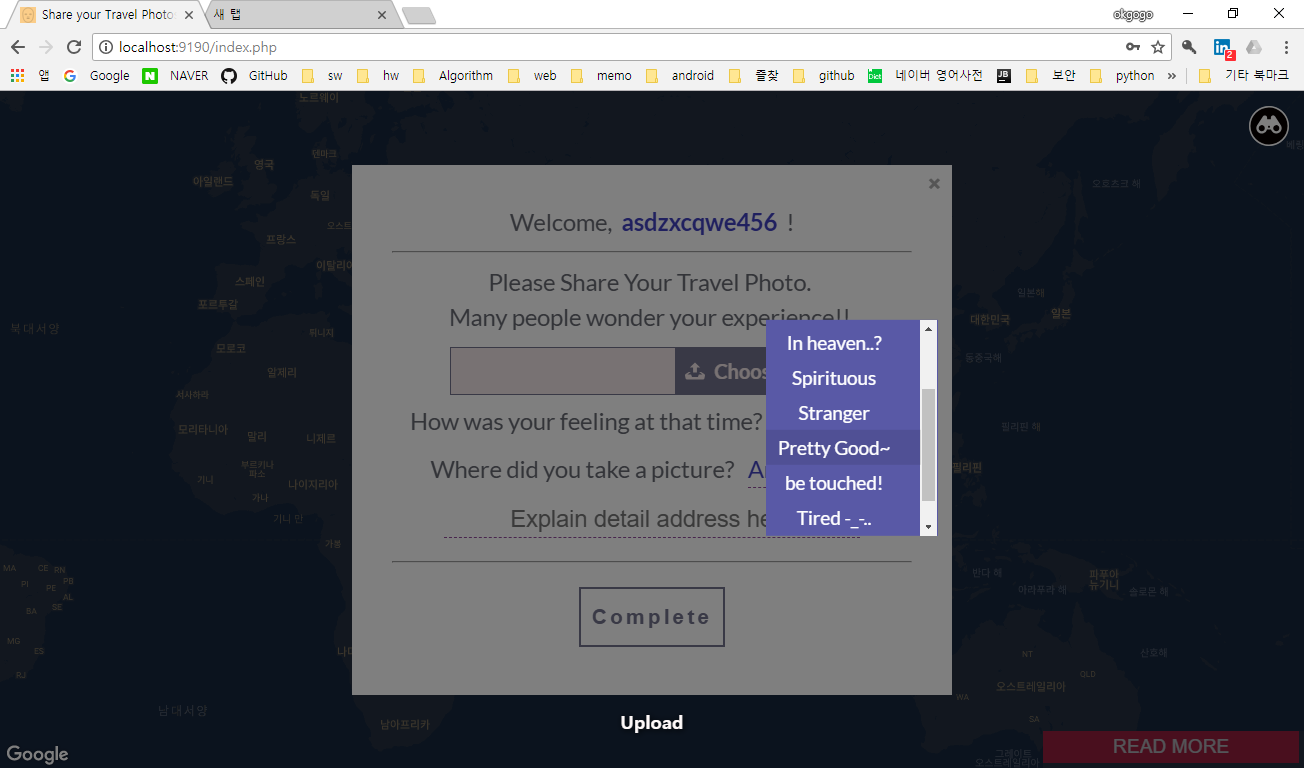 Share your Travel Photo
새 탭
okgogo
localhost:9190/index.php
2
앱 Google NAVER GitHub sw hw Algorithm web memo android 즐찾 github Dict 네이버 영어사전 JB 보안 python » 기타 북마크
노르웨이
덴마크
영국
아일랜드
독일
모토즈크 해
베링
우크
프랑스
이탈리아
스페인
포르투갈
튀니지
모로코
알제리
서사하라
모리타니아
말리
니제르
부르키나
파소
기니
가나
나이지리아
기니 만
가봉
북대서양
일본해
대한민국
일본
동중국해
필리핀 해
필리핀
Welcome, asdzxcqwe456 !
Please Share Your Travel Photo.
Many people wonder your experience!!
Choos
How was your feeling at that time?
Where did you take a picture? A
Explain detail address he
In heaven..?
Spirituous
Stranger
Pretty Good~
be touched!
Tired -_-..
Complete
MA
CE
RN
PI
PE
PB
AL
BA
SE
MG
ES
RJ
반다 해
파푸아
뉴기니
아라푸라 해
솔로몬 해
산호해
NT
QLD
오스트레일리아
WA
SA
그레이트
오스트레일리아
남대서양
남아프리카
Upload
Google
READ MORE